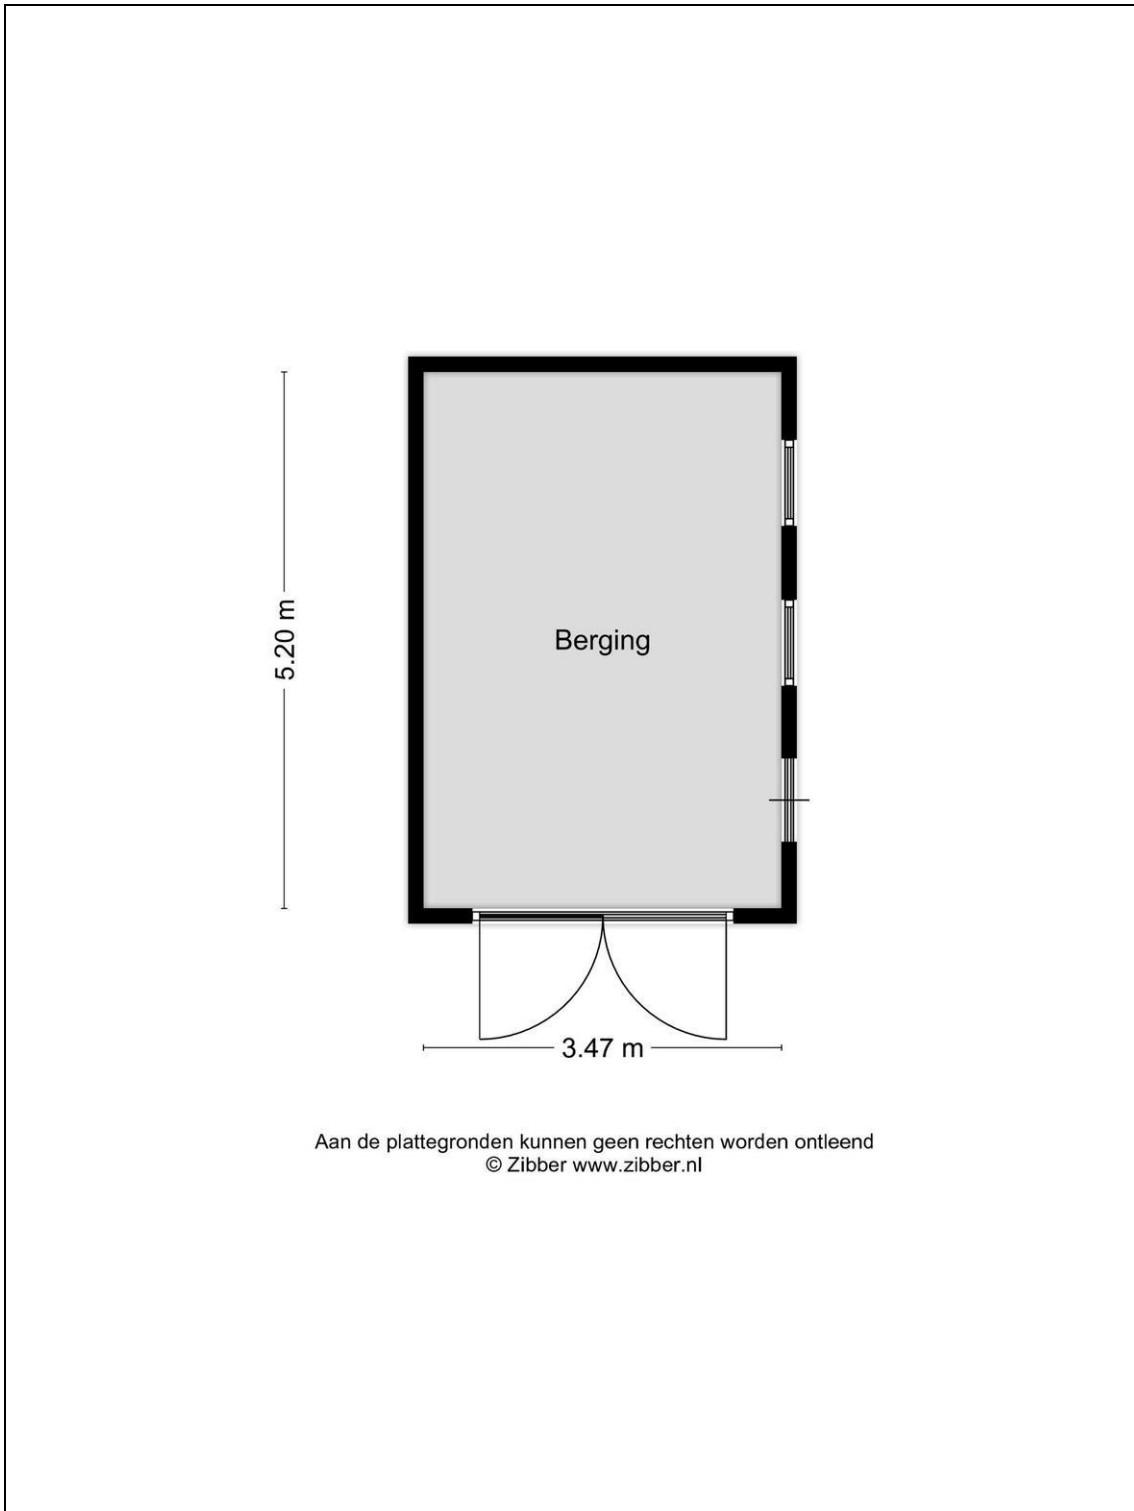 5.20 m
Berging
3.47 m
Aan de plattegronden kunnen geen rechten worden ontleend
© Zibber www.zibber.nl